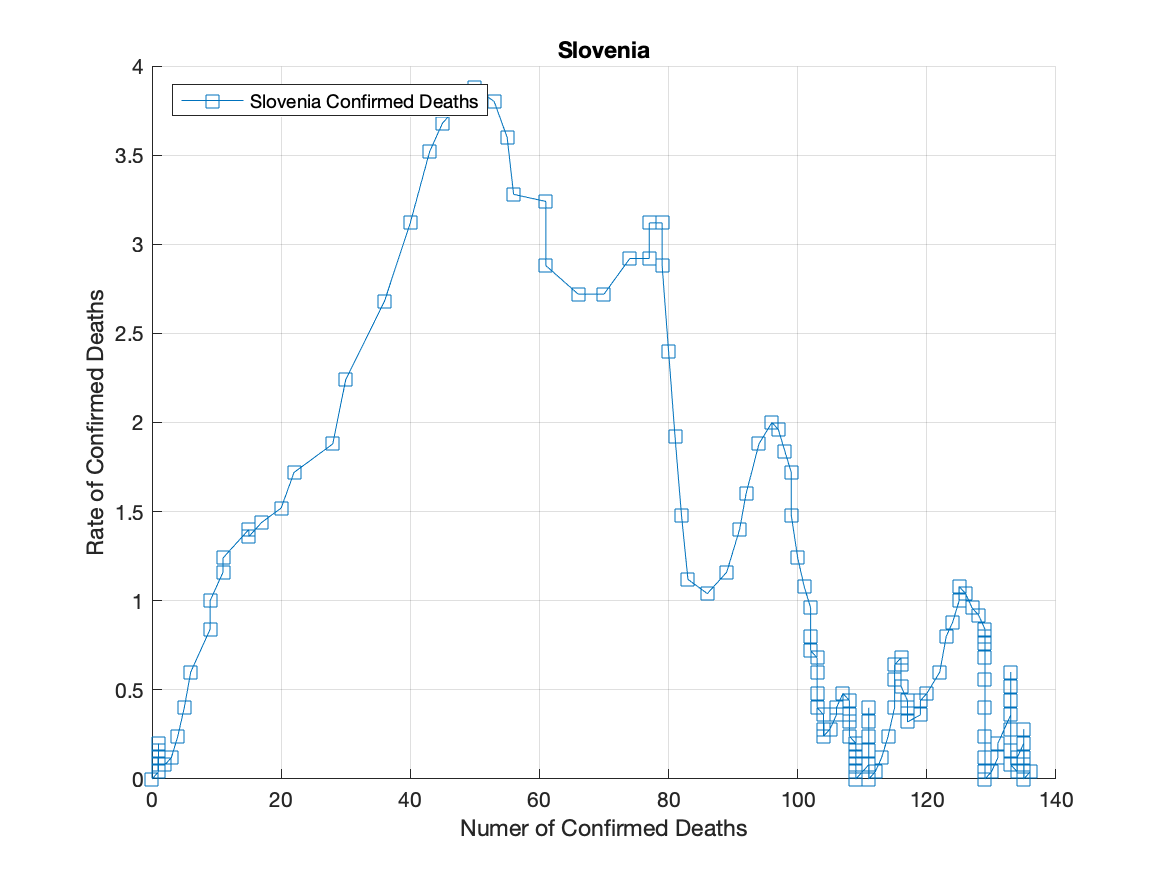 Slovenia
Slovenia Confirmed Deaths
4
3.5
3
2.5
2
1.5
1
0.5
0
Rate of Confirmed Deaths
0 20 40 60 80 100 120 140
Numer of Confirmed Deaths